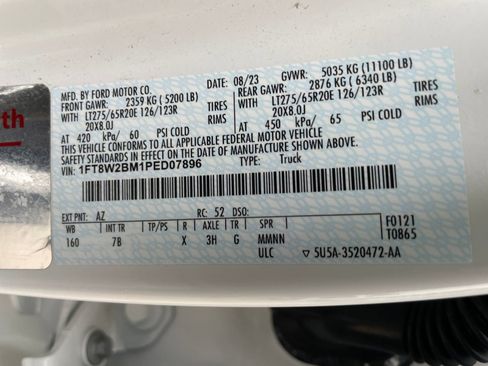 MFD. BY FORD MOTOR CO.
DATE: 08/23 GVWR: 5035 KG (11100 LB)
FRONT GAWR: 2359 KG (5200 LB) REAR GAWR: 2876 KG (6340 LB)
WITH LT275/65R20E 126/123R TIRES WITH LT275/65R20E 126/123R TIRES
20X8.0J RIMS 20X8.0J RIMS
AT 420 kPa/ 60 PSI COLD AT 450 kPa/ 65 PSI COLD
THIS VEHICLE CONFORMS TO ALL APPLICABLE FEDERAL MOTOR VEHICLE
SAFETY STANDARDS IN EFFECT ON THE DATE OF MANUFACTURE SHOWN ABOVE.
VIN: 1FT8W2BM1PED07896 TYPE: Truck
EXT PNT: AZ RC: 52 DSO: F0121
WB INT TR TP/PS R AXLE TR SPR T0865
160 7B X 3H G MMNN
ULC ▽ 5U5A-3520472-AA
th